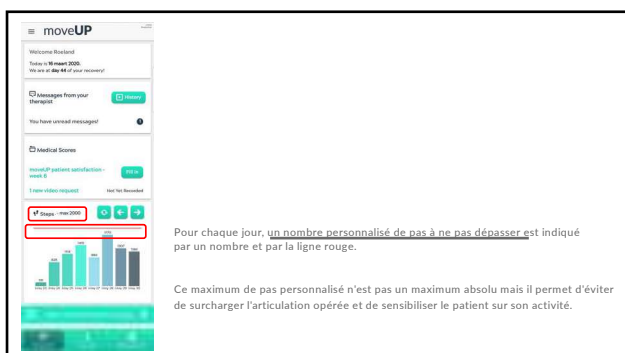 moveUP
Welcome Roeland
Today is 16 maart 2020.
We are at day 44 of your recovery!
Messages from your therapist
History
You have unread messages!
Medical Scores
moveUP patient satisfaction - week 6
Fill in
1 new video request
Not Yet Recorded
Steps - max 2000
Pour chaque jour, un nombre personnalisé de pas à ne pas dépasser est indiqué
par un nombre et par la ligne rouge.
Ce maximum de pas personnalisé n'est pas un maximum absolu mais il permet d'éviter
de surcharger l'articulation opérée et de sensibiliser le patient sur son activité.